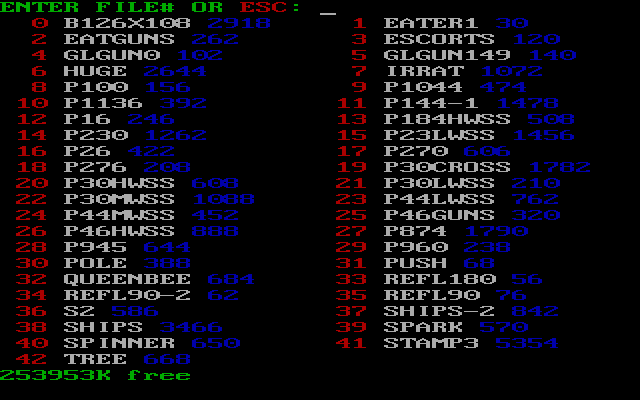 ENTER FILE# OR ESC: _
0 B126X108 2918 1 EATER1 30
2 EATGUNS 262 3 ESCORTS 120
4 GLGUN0 102 5 GLGUN149 140
6 HUGE 2644 7 IRRAT 1072
8 P100 156 9 P1044 474
10 P1136 392 11 P144-1 1478
12 P16 246 13 P184HWSS 508
14 P230 1262 15 P23LWSS 1456
16 P26 422 17 P270 606
18 P276 208 19 P30CROSS 1782
20 P30HWSS 608 21 P30LWSS 210
22 P30MWSS 1088 23 P44LWSS 762
24 P44MWSS 452 25 P46GUNS 320
26 P46HWSS 888 27 P874 1790
28 P945 644 29 P960 238
30 POLE 388 31 PUSH 68
32 QUEENBEE 684 33 REFL180 56
34 REFL90-2 62 35 REFL90 76
36 S2 586 37 SHIPS-2 842
38 SHIPS 3466 39 SPARK 570
40 SPINNER 650 41 STAMP3 5354
42 TREE 668
253953K free